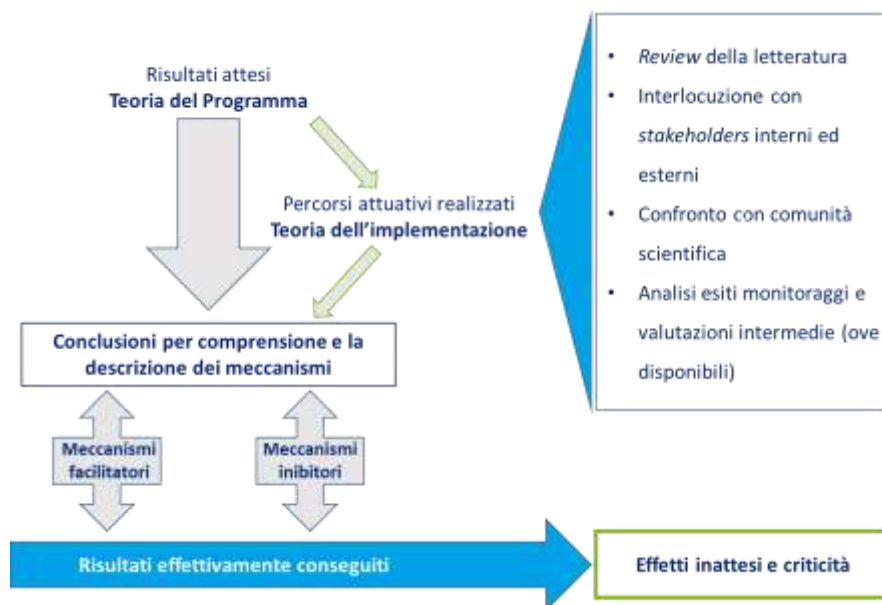 Risultati attesi
Teoria del Programma
Percorsi attuativi realizzati
Teoria dell'implementazione
Conclusioni per comprensione e la
descrizione dei meccanismi
Meccanismi
facilitatori
Meccanismi
inibitori
Risultati effettivamente conseguiti
• Review della letteratura
• Interlocuzione con
stakeholders interni ed
esterni
• Confronto con comunità
scientifica
• Analisi esiti monitoraggi e
valutazioni intermedie (ove
disponibili)
Effetti inattesi e criticità